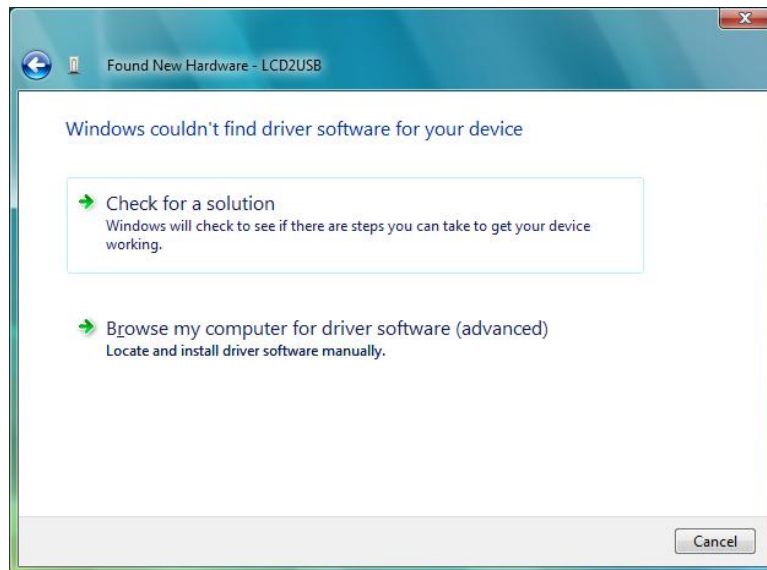 Found New Hardware - LCD2USB
Windows couldn't find driver software for your device
Check for a solution
Windows will check to see if there are steps you can take to get your device
working.
Browse my computer for driver software (advanced)
Locate and install driver software manually.
Cancel